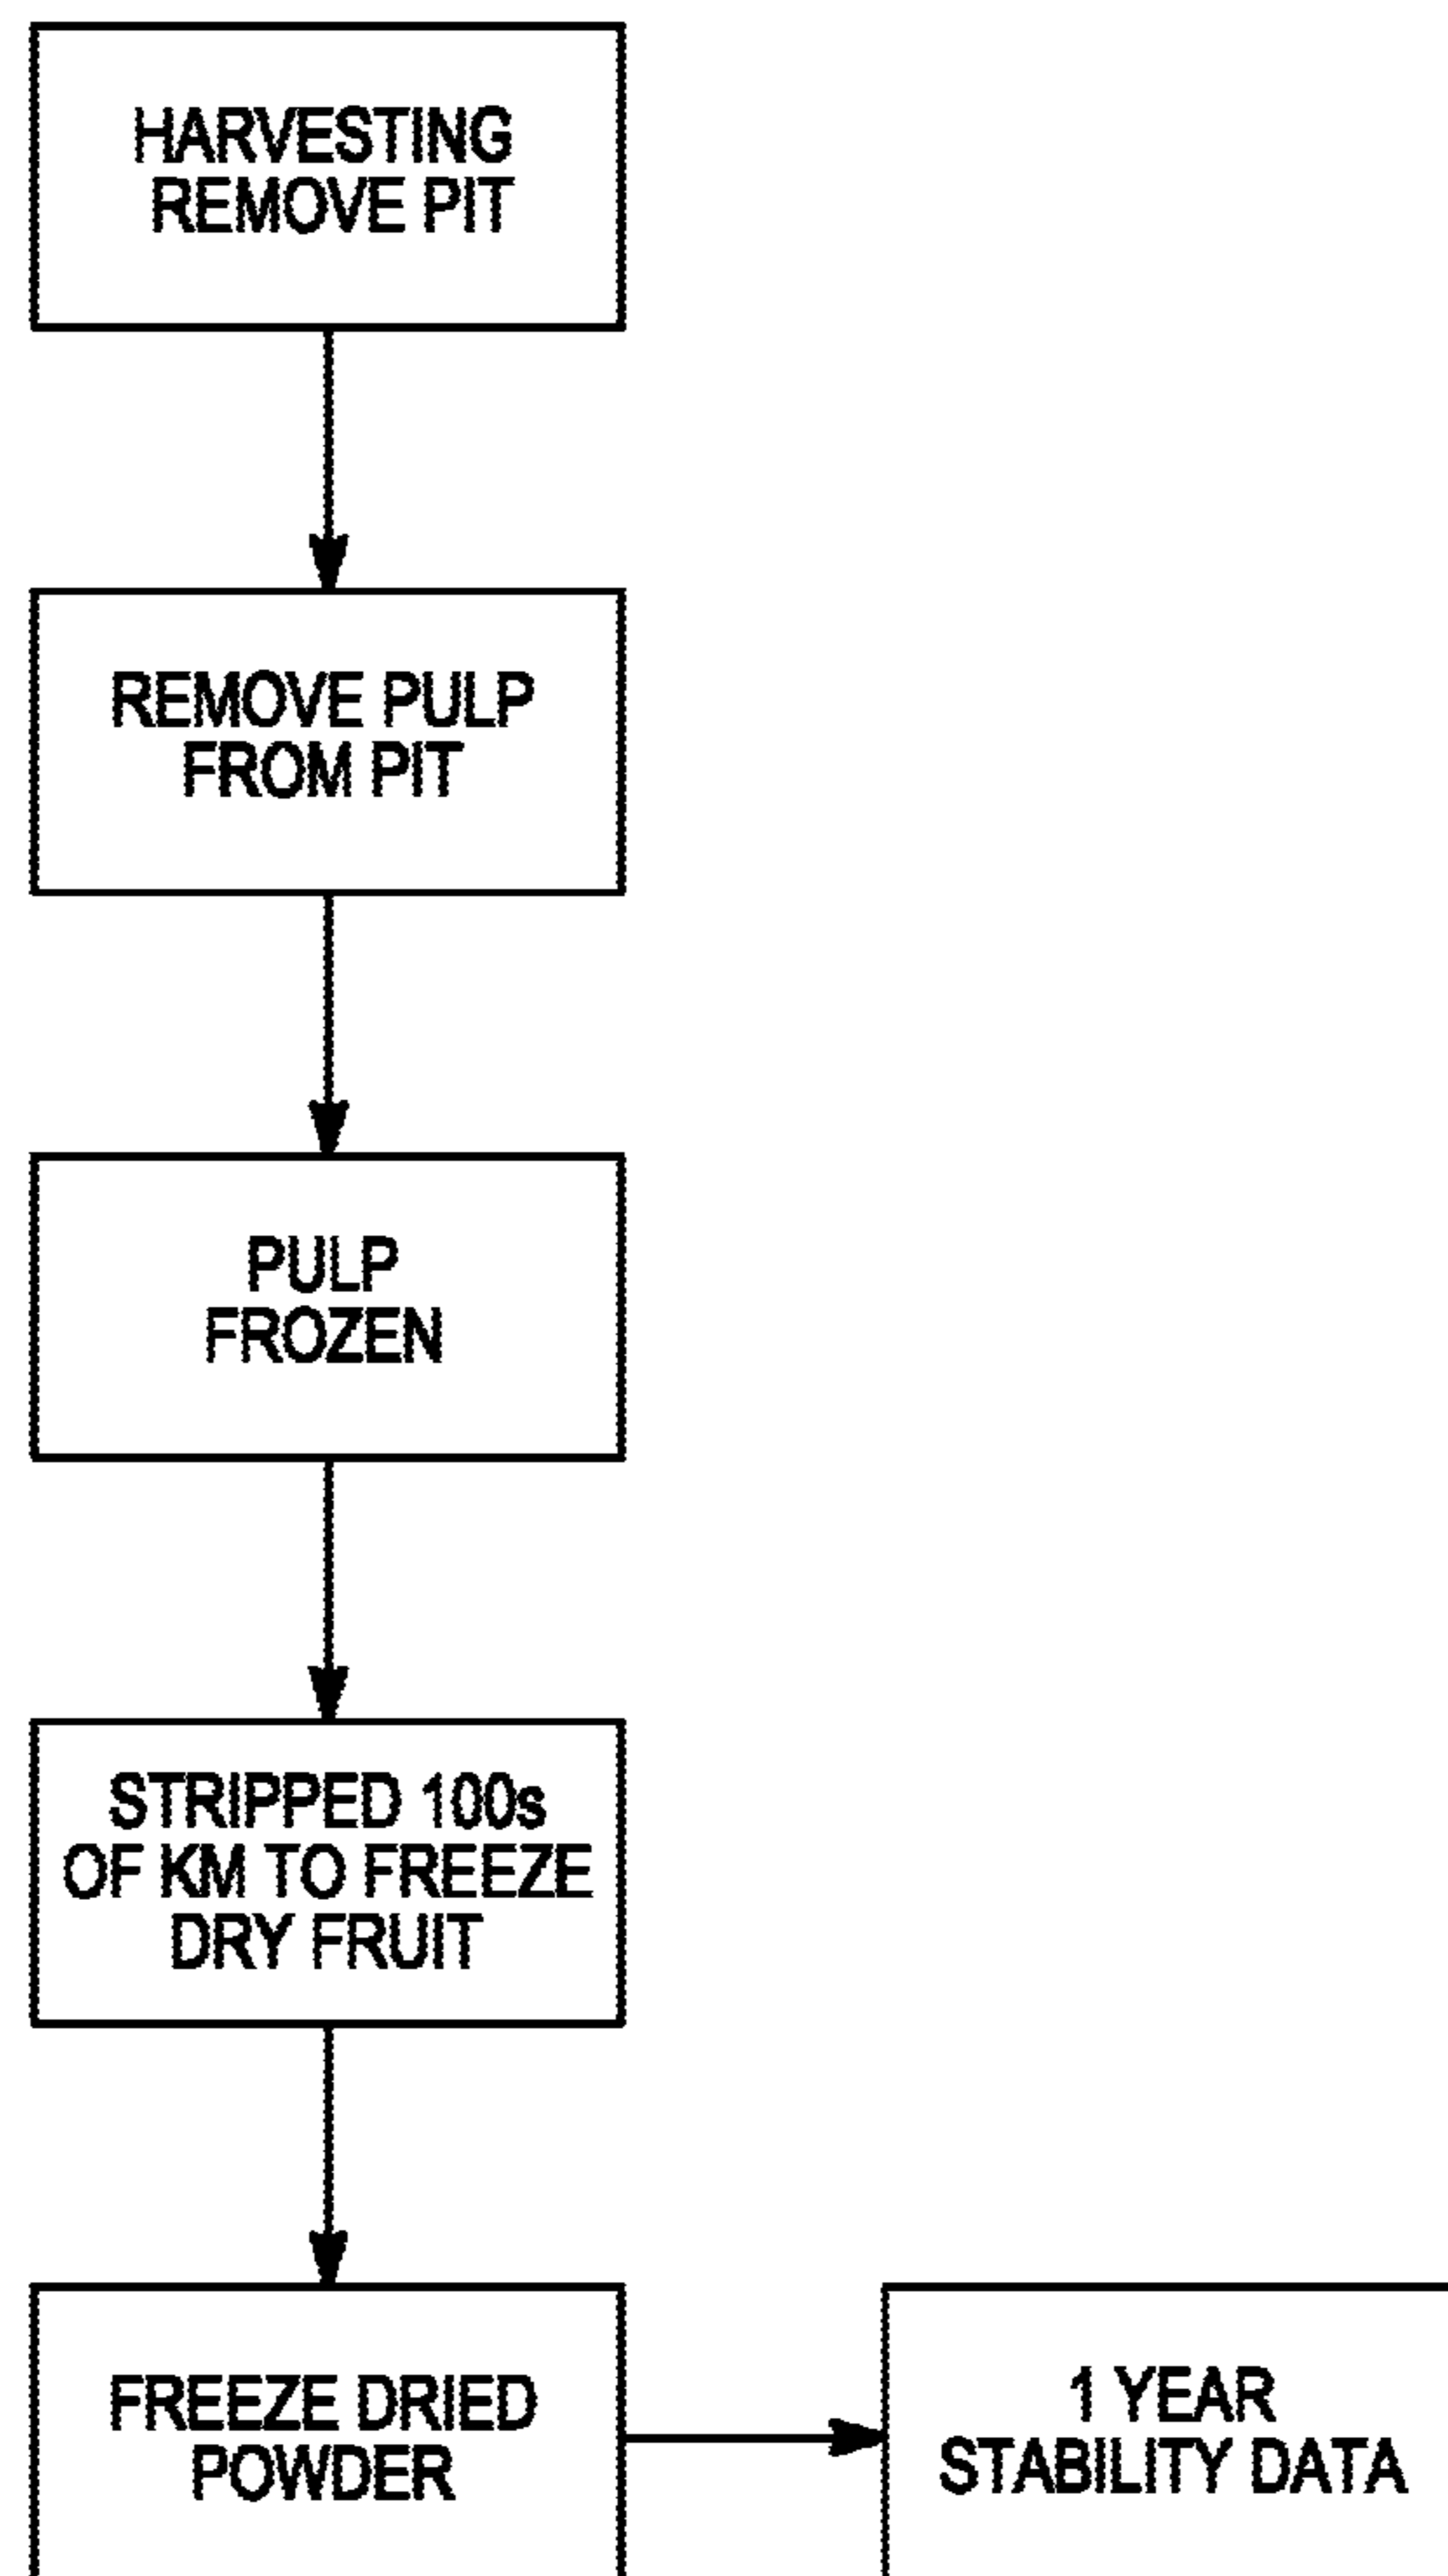 HARVESTING
REMOVE PIT
REMOVE PULP
FROM PIT
PULP
FROZEN
STRIPPED 100s
OF KM TO FREEZE
DRY FRUIT
FREEZE DRIED
POWDER
1 YEAR
STABILITY DATA